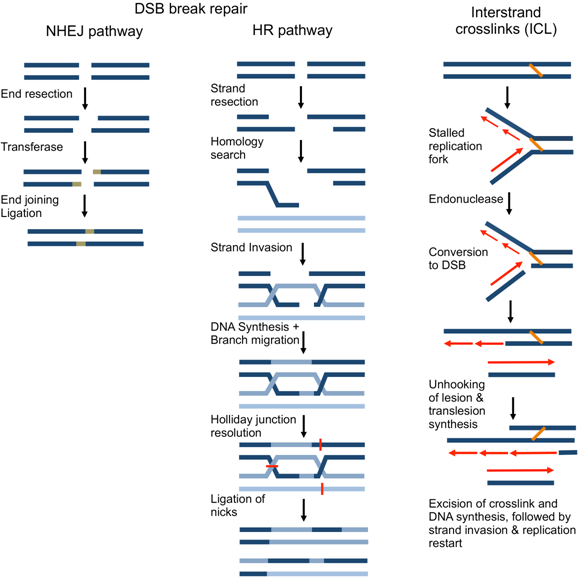 DSB break repair
NHEJ pathway
End resection
Transferase
End joining
Ligation
HR pathway
Strand
resection
Homology
search
Strand Invasion
DNA Synthesis +
Branch migration
Holliday junction
resolution
Ligation of
nicks
Interstrand
crosslinks (ICL)
Stalled
replication
fork
Endonuclease
Conversion
to DSB
Unhooking
of lesion &
translesion
synthesis
Excision of crosslink and
DNA synthesis, followed by
strand invasion & replication
restart